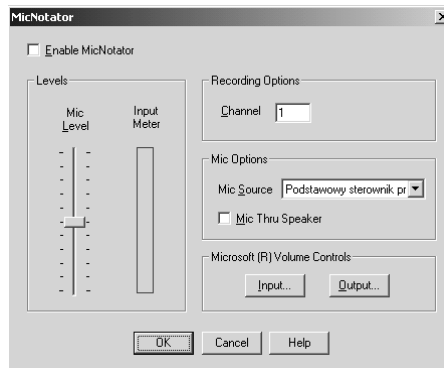 MicNotator
Enable MicNotator
Levels
Mic Level
Input Meter
Recording Options
Channel 1
Mic Options
Mic Source Podstawowy sterownik pr
Mic Thru Speaker
Microsoft (R) Volume Controls
Input... Output...
OK Cancel Help